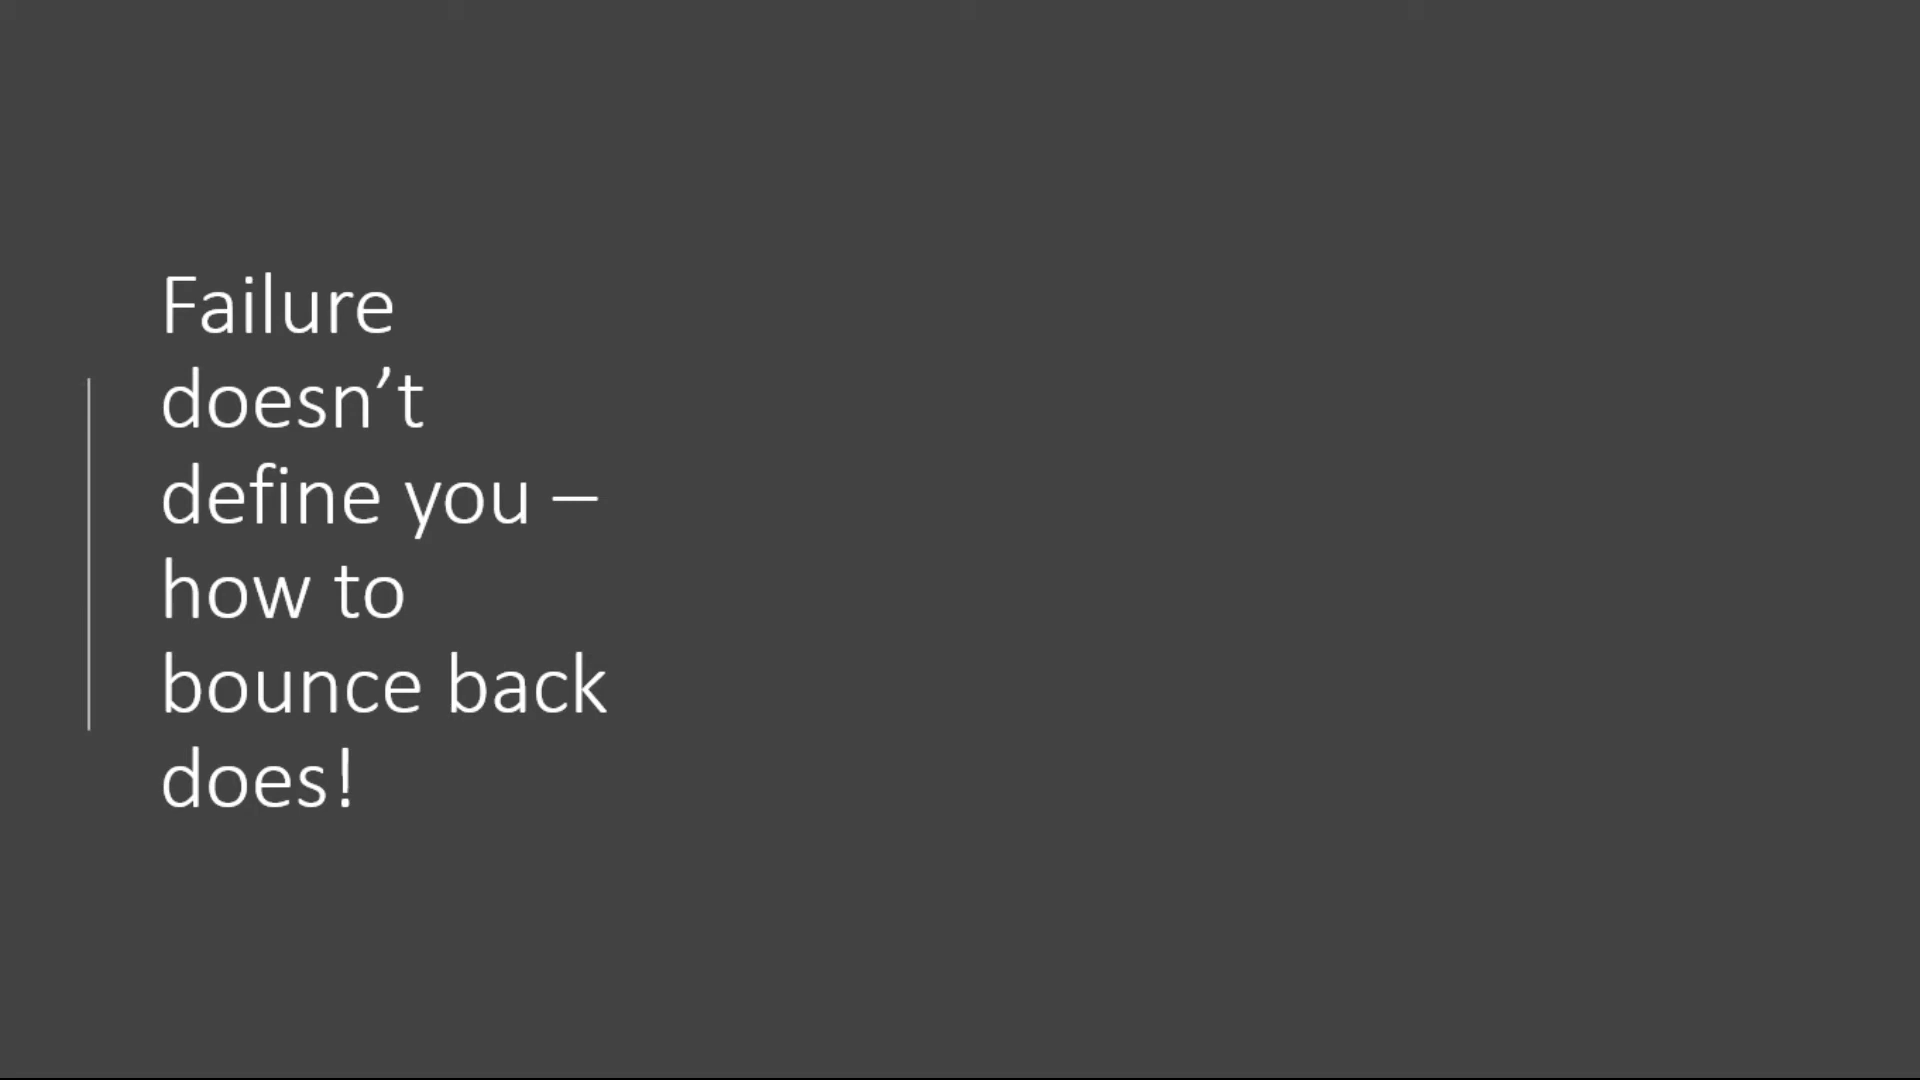 Failure
doesn’t
define you –
how to
bounce back
does!